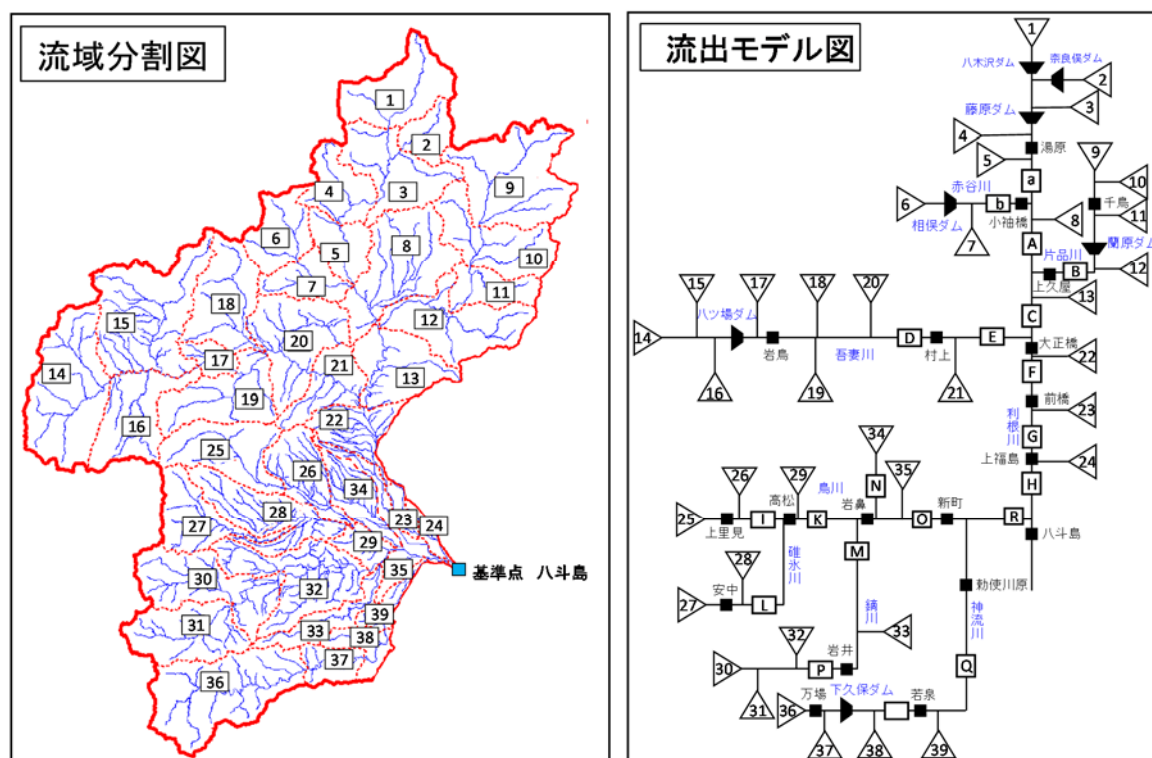 流域分割図
1
2
9
3
4
6
8
5
10
7
11
18
15
12
20
17
21
14
13
19
16
22
25
26
34
23
28
24
27
29
35
基準点 八斗島
30
32
39
31
33
38
37
36
流出モデル図
1
八木沢ダム
奈良俣ダム
2
藤原ダム
3
4
湯原
5
9
a
10
赤谷川
千鳥
6
b
11
小袖橋
8
相俣ダム
7
A
薗原ダム
片品川
B
12
上久屋
15
17
18
20
13
八ツ場ダム
C
14
D
E
大正橋
岩島
吾妻川
村上
22
F
16
19
21
前橋
23
利根川
G
34
上福島
24
26
29
N
35
H
烏川
高松
岩鼻
新町
25
I
K
O
R
上里見
八斗島
28
碓氷川
M
安中
27
L
鏑川
勅使川原
神流川
32
33
岩井
30
P
Q
31
万場
下久保ダム
若泉
36
37
38
39